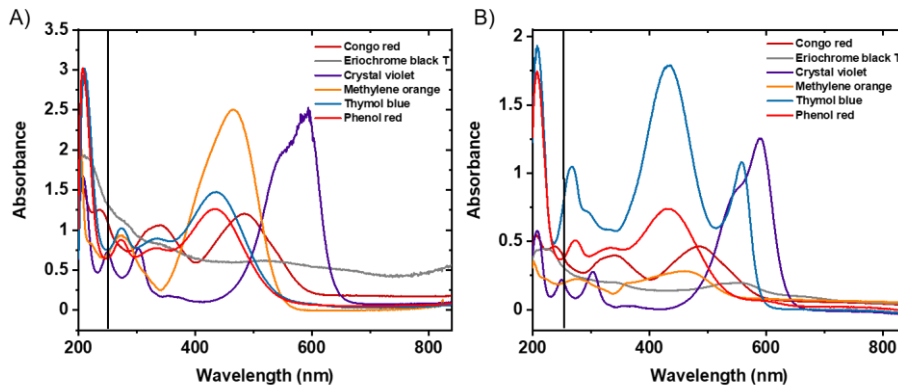 A)
3.5
3
2.5
2
1.5
1
0.5
0
Absorbance
Congo red
Eriochrome black T
Crystal violet
Methylene orange
Thymol blue
Phenol red
200 400 600 800
Wavelength (nm)
B)
2
1.5
1
0.5
0
Absorbance
Congo red
Eriochrome black T
Crystal violet
Methylene orange
Thymol blue
Phenol red
200 400 600 800
Wavelength (nm)